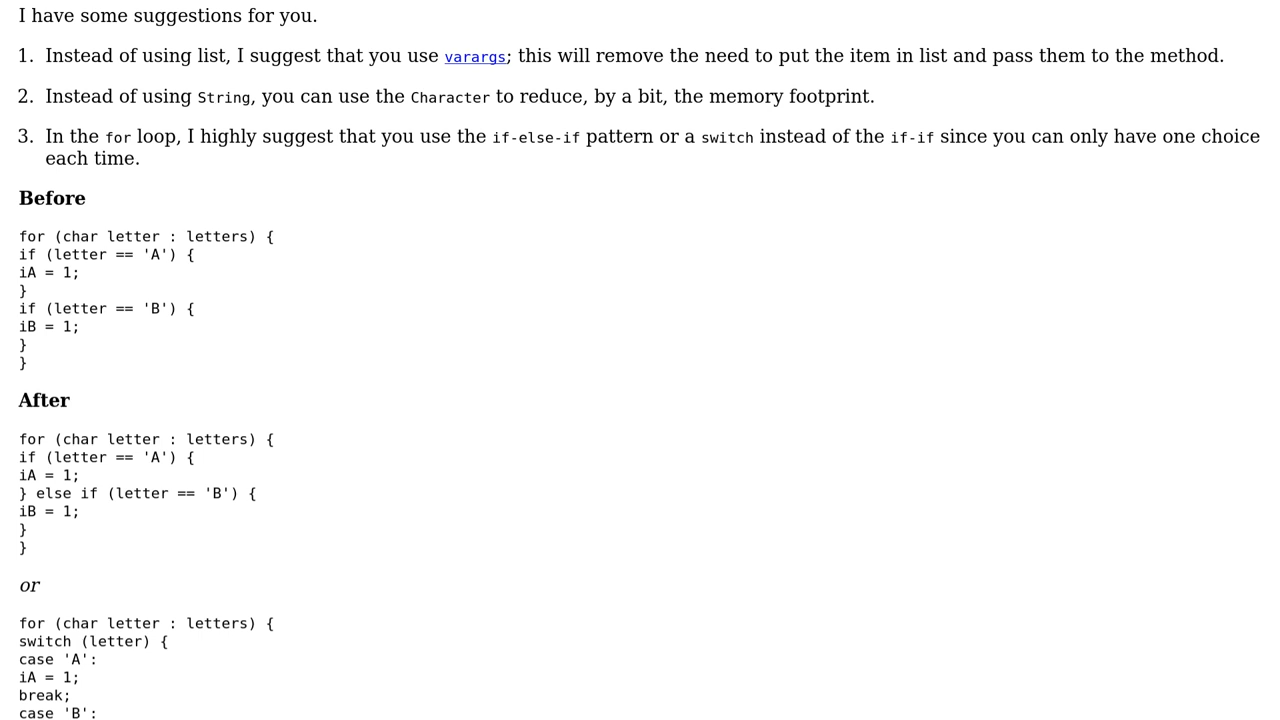 I have some suggestions for you.
1. Instead of using list, I suggest that you use varargs; this will remove the need to put the item in list and pass them to the method.
2. Instead of using String, you can use the Character to reduce, by a bit, the memory footprint.
3. In the for loop, I highly suggest that you use the if-else-if pattern or a switch instead of the if-if since you can only have one choice
each time.
Before
for (char letter : letters) {
if (letter == 'A') {
iA = 1;
}
if (letter == 'B') {
iB = 1;
}
}
After
for (char letter : letters) {
if (letter == 'A') {
iA = 1;
} else if (letter == 'B') {
iB = 1;
}
}
or
for (char letter : letters) {
switch (letter) {
case 'A':
iA = 1;
break;
case 'B':